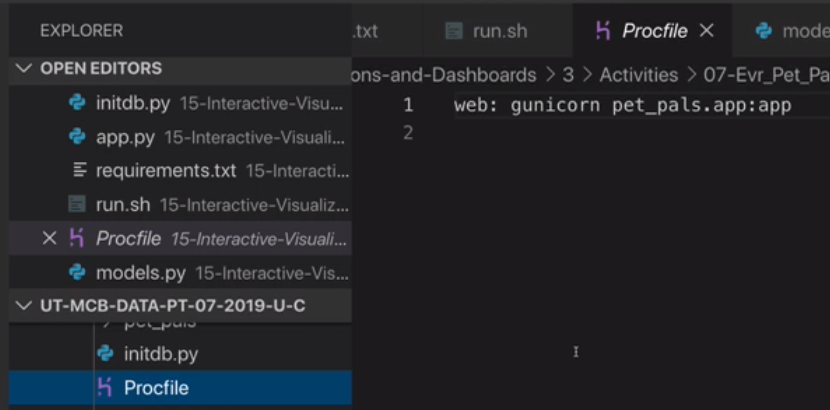 EXPLORER
OPEN EDITORS
initdb.py 15-Interactive-Visu...
app.py 15-Interactive-Visuali...
requirements.txt 15-Interacti...
run.sh 15-Interactive-Visualiz...
Procfile 15-Interactive-Visuali...
models.py 15-Interactive-Vis...
UT-MCB-DATA-PT-07-2019-U-C
pet_pals
initdb.py
Procfile
.txt run.sh Procfile mode
ons-and-Dashboards > 3 > Activities > 07-Evr_Pet_Pa
1 web: gunicorn pet_pals.app:app
2